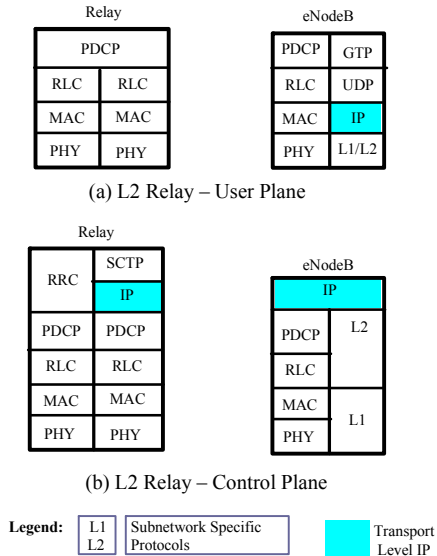 Relay
PDCP
RLC RLC
MAC MAC
PHY PHY
eNodeB
PDCP GTP
RLC UDP
MAC IP
PHY L1/L2
(a) L2 Relay – User Plane
Relay
RRC SCTP
IP
PDCP PDCP
RLC RLC
MAC MAC
PHY PHY
eNodeB
IP
PDCP L2
RLC
MAC L1
PHY
(b) L2 Relay – Control Plane
Legend:
L1
L2
Subnetwork Specific
Protocols
Transport
Level IP